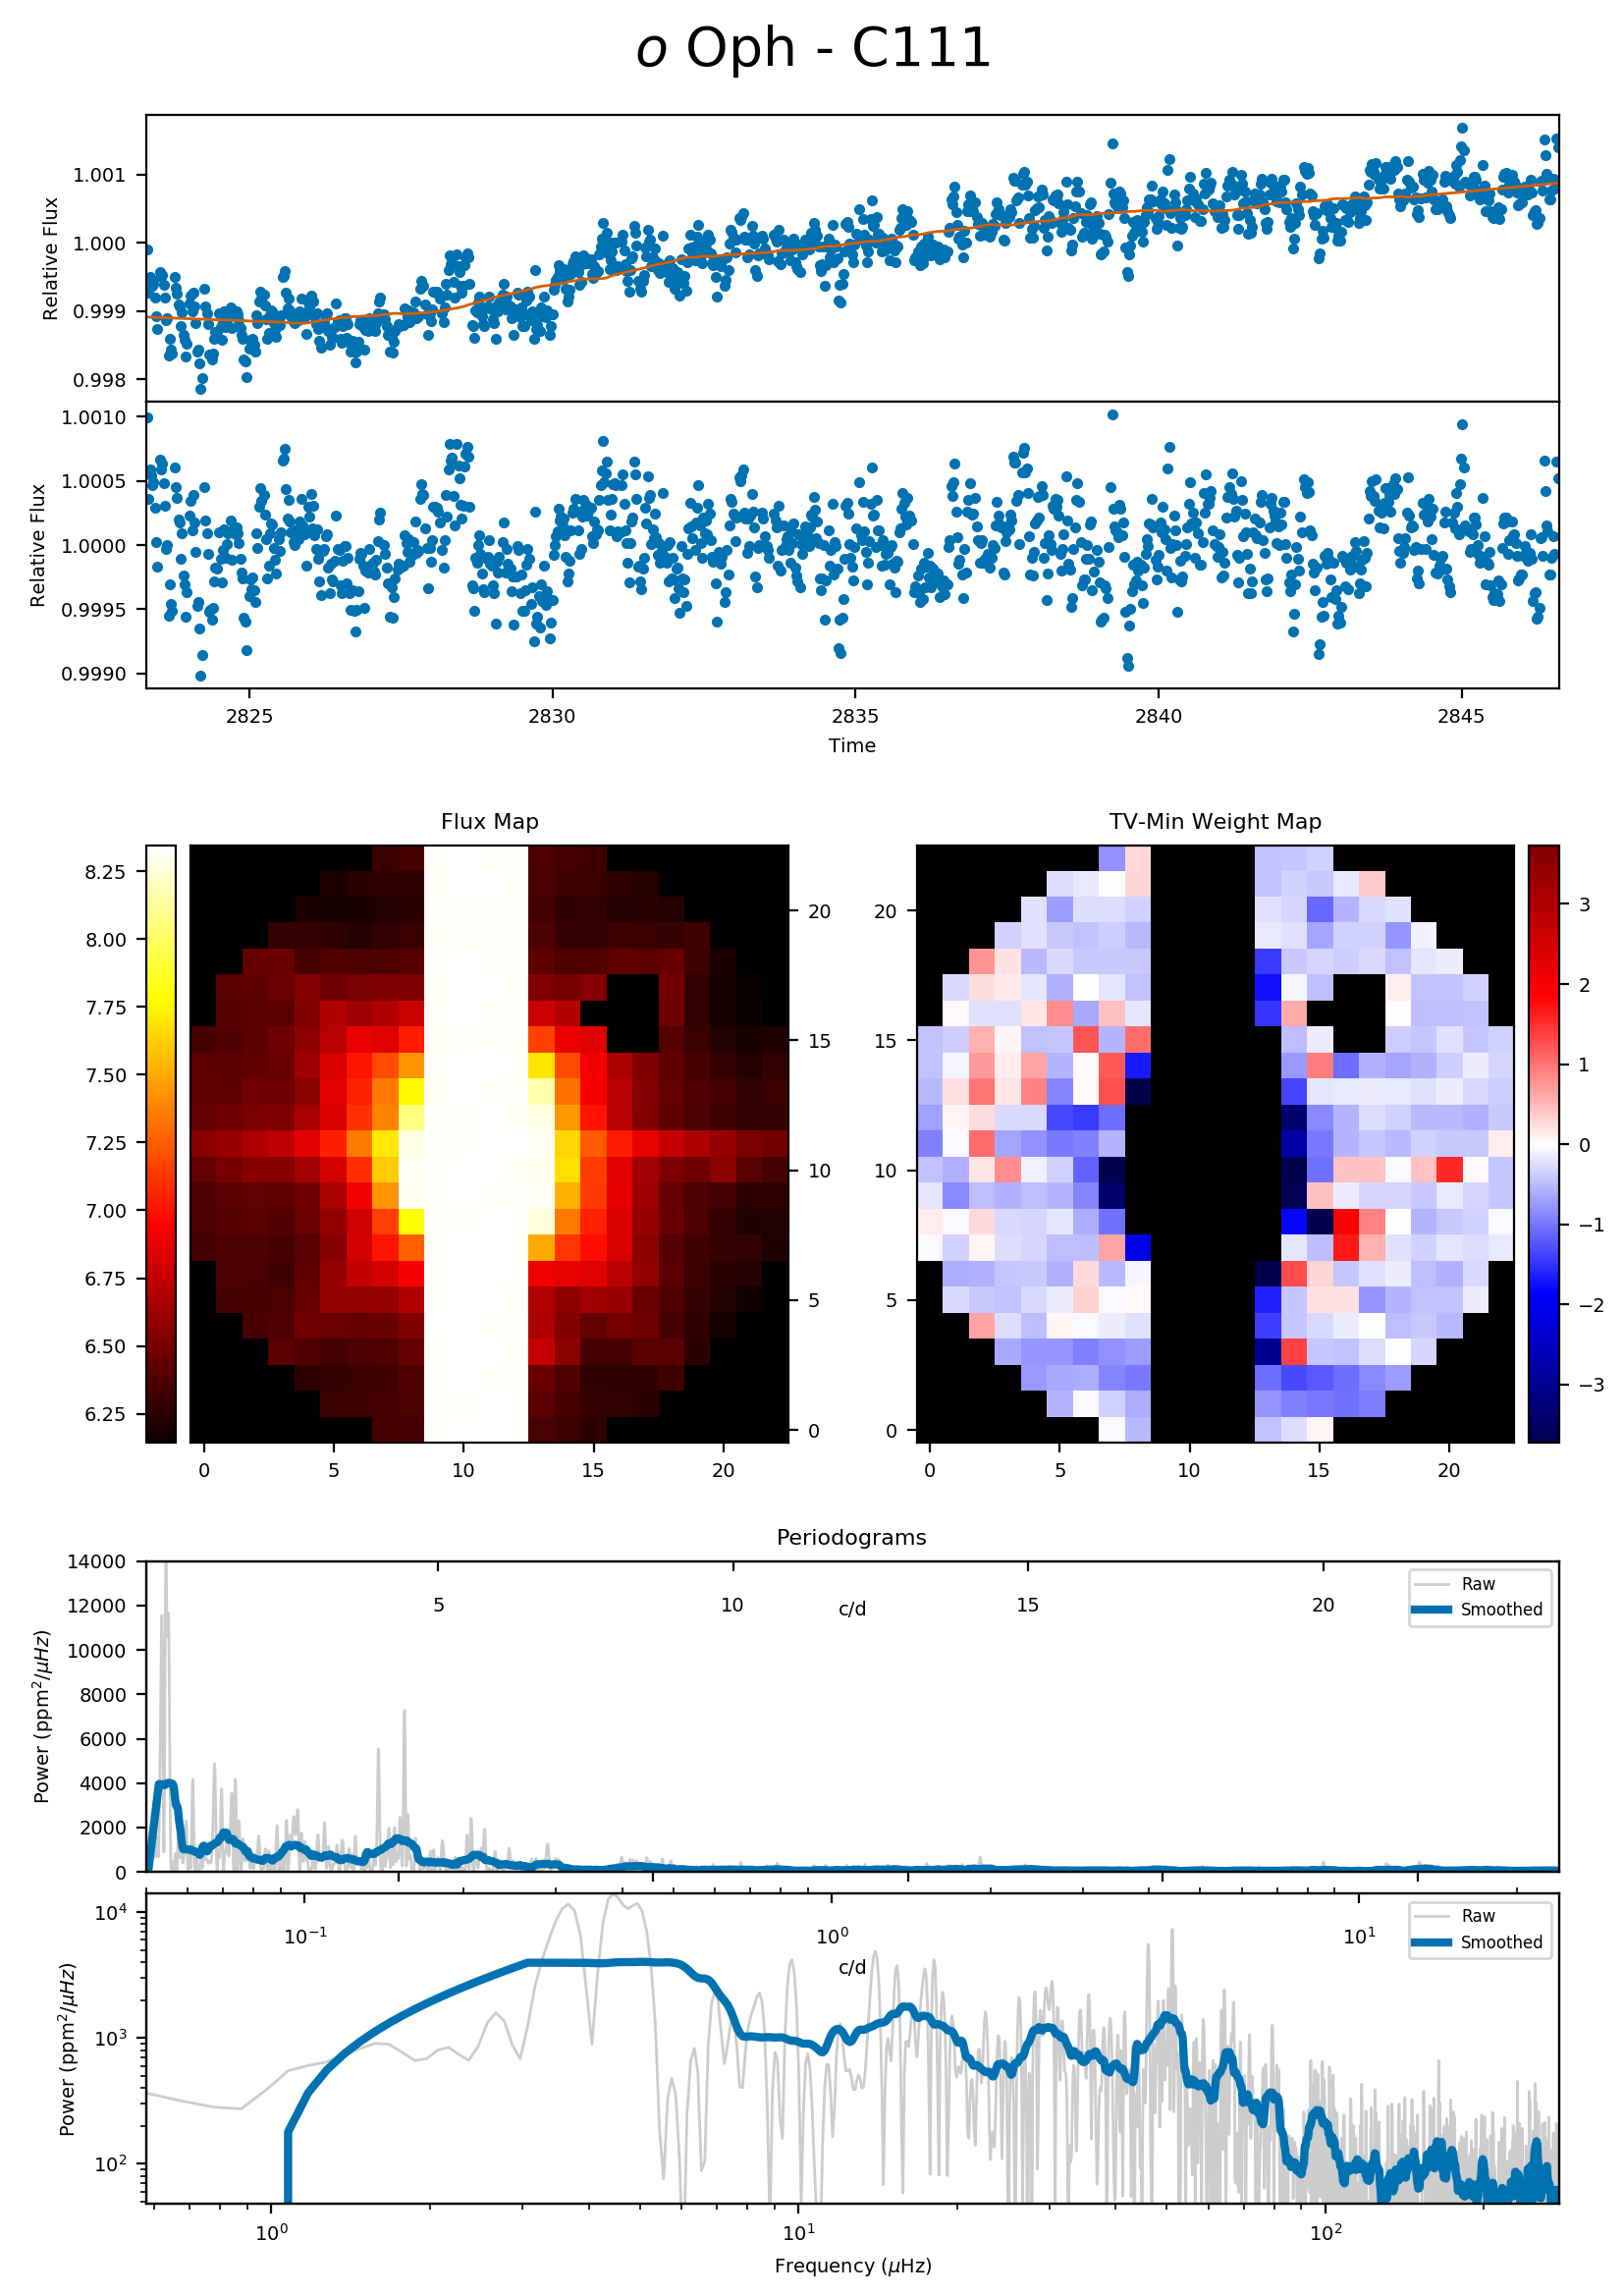 o Oph - C111
1.001
1.000
0.999
0.998
Relative Flux
1.0010
1.0005
1.0000
0.9995
0.9990
Relative Flux
2825 2830 2835 2840 2845
Time
Flux Map
8.25
8.00
7.75
7.50
7.25
7.00
6.75
6.50
6.25
20
15
10
5
0
0 5 10 15 20
TV-Min Weight Map
20
15
10
5
0
0 5 10 15 20
3
2
1
0
−1
−2
−3
Periodograms
14000
12000
10000
8000
6000
4000
2000
0
Power (ppm²/μHz)
5 10 15 20
c/d
Raw
Smoothed
10⁴
10³
10²
Power (ppm²/μHz)
10⁻¹ 10⁰ 10¹
c/d
Raw
Smoothed
10⁰ 10¹ 10²
Frequency (μHz)